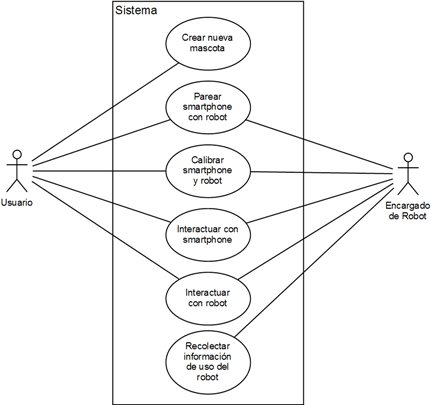 Sistema
Crear nueva
mascota
Parear
smartphone
con robot
Calibrar
smartphone
y robot
Interactuar con
smartphone
Interactuar
con robot
Recolectar
información
de uso del
robot
Usuario
Encargado
de Robot